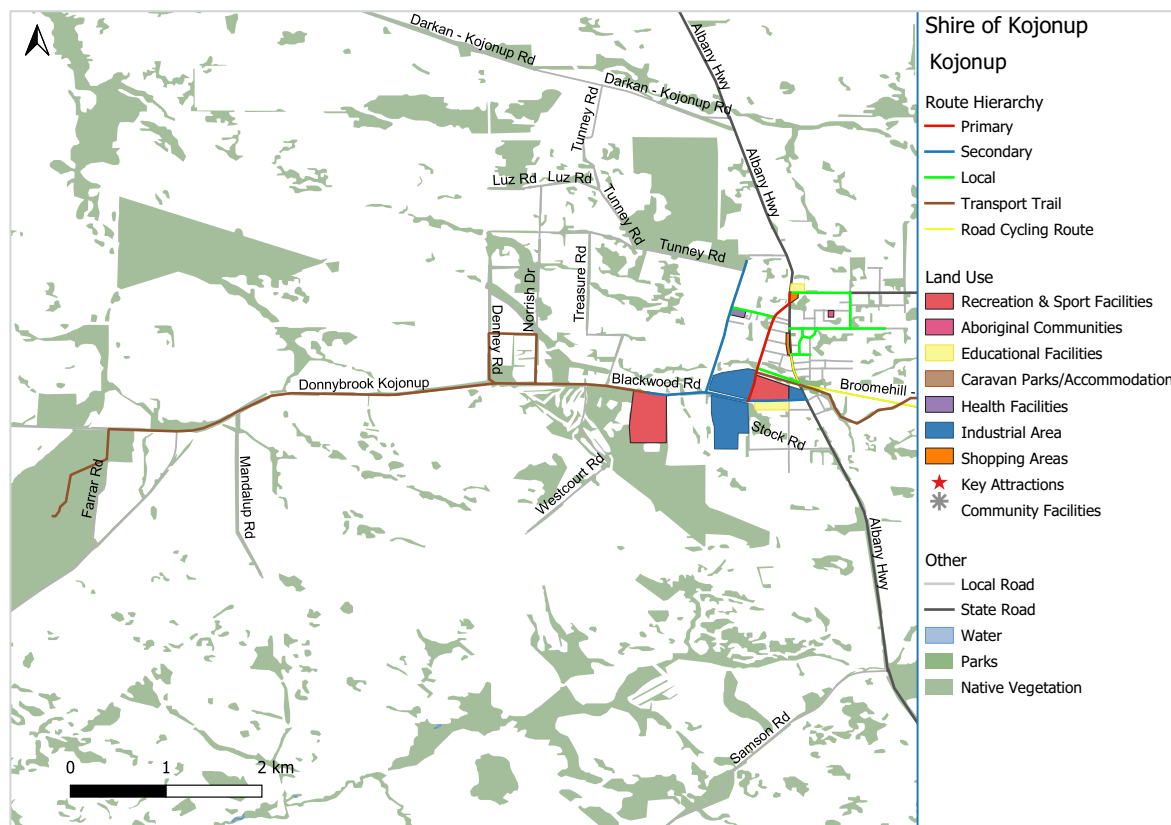 Shire of Kojonup
Kojonup
Route Hierarchy
Primary
Secondary
Local
Transport Trail
Road Cycling Route
Land Use
Recreation & Sport Facilities
Aboriginal Communities
Educational Facilities
Caravan Parks/Accommodation
Health Facilities
Industrial Area
Shopping Areas
Key Attractions
Community Facilities
Other
Local Road
State Road
Water
Parks
Native Vegetation
Darkan - Kojonup Rd
Albany Hwy
Darkan - Kojonup Rd
Tunney Rd
Albany Hwy
Luz Rd
Luz Rd
Tunney Rd
Tunney Rd
Treasure Rd
Norrish Dr
Denney Rd
Donnybrook Kojonup
Blackwood Rd
Broomehill -
Stock Rd
Farrar Rd
Mandalup Rd
Westcourt Rd
Albany Hwy
Samson Rd
0 1 2 km